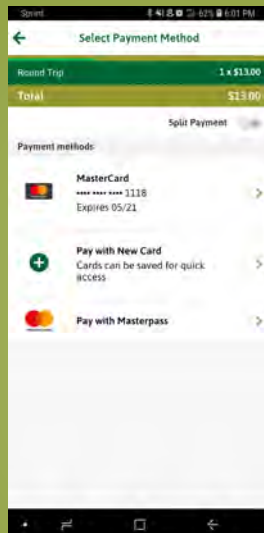 Sprint 62% 6:01 PM
Select Payment Method
Round Trip 1 x $13.00
Total $13.00
Split Payment
Payment methods
MasterCard
•••• •••• •••• 1118
Expires 05/21
Pay with New Card
Cards can be saved for quick
access
Pay with Masterpass